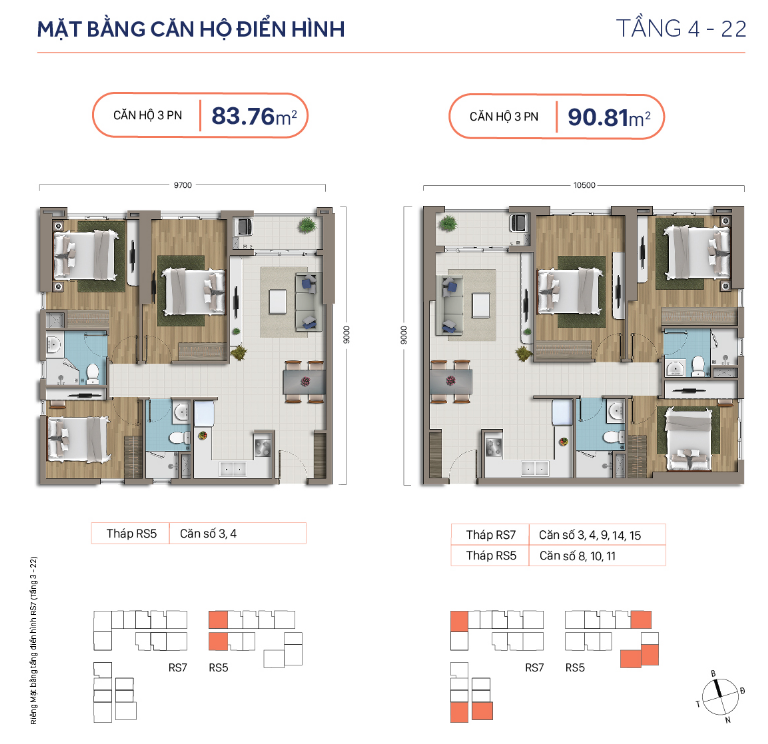 MẶT BẰNG CĂN HỘ ĐIỂN HÌNH
TẦNG 4 - 22
CĂN HỘ 3 PN 83.76m²
CĂN HỘ 3 PN 90.81m²
9700
10500
9000
9000
Tháp RS5 Căn số 3, 4
Tháp RS7 Căn số 3, 4, 9, 14, 15
Tháp RS5 Căn số 8, 10, 11
Riêng Mặt bằng tầng điển hình RS7 (Tầng 3 - 22)
RS7 RS5
RS7 RS5
B
T Đ
N